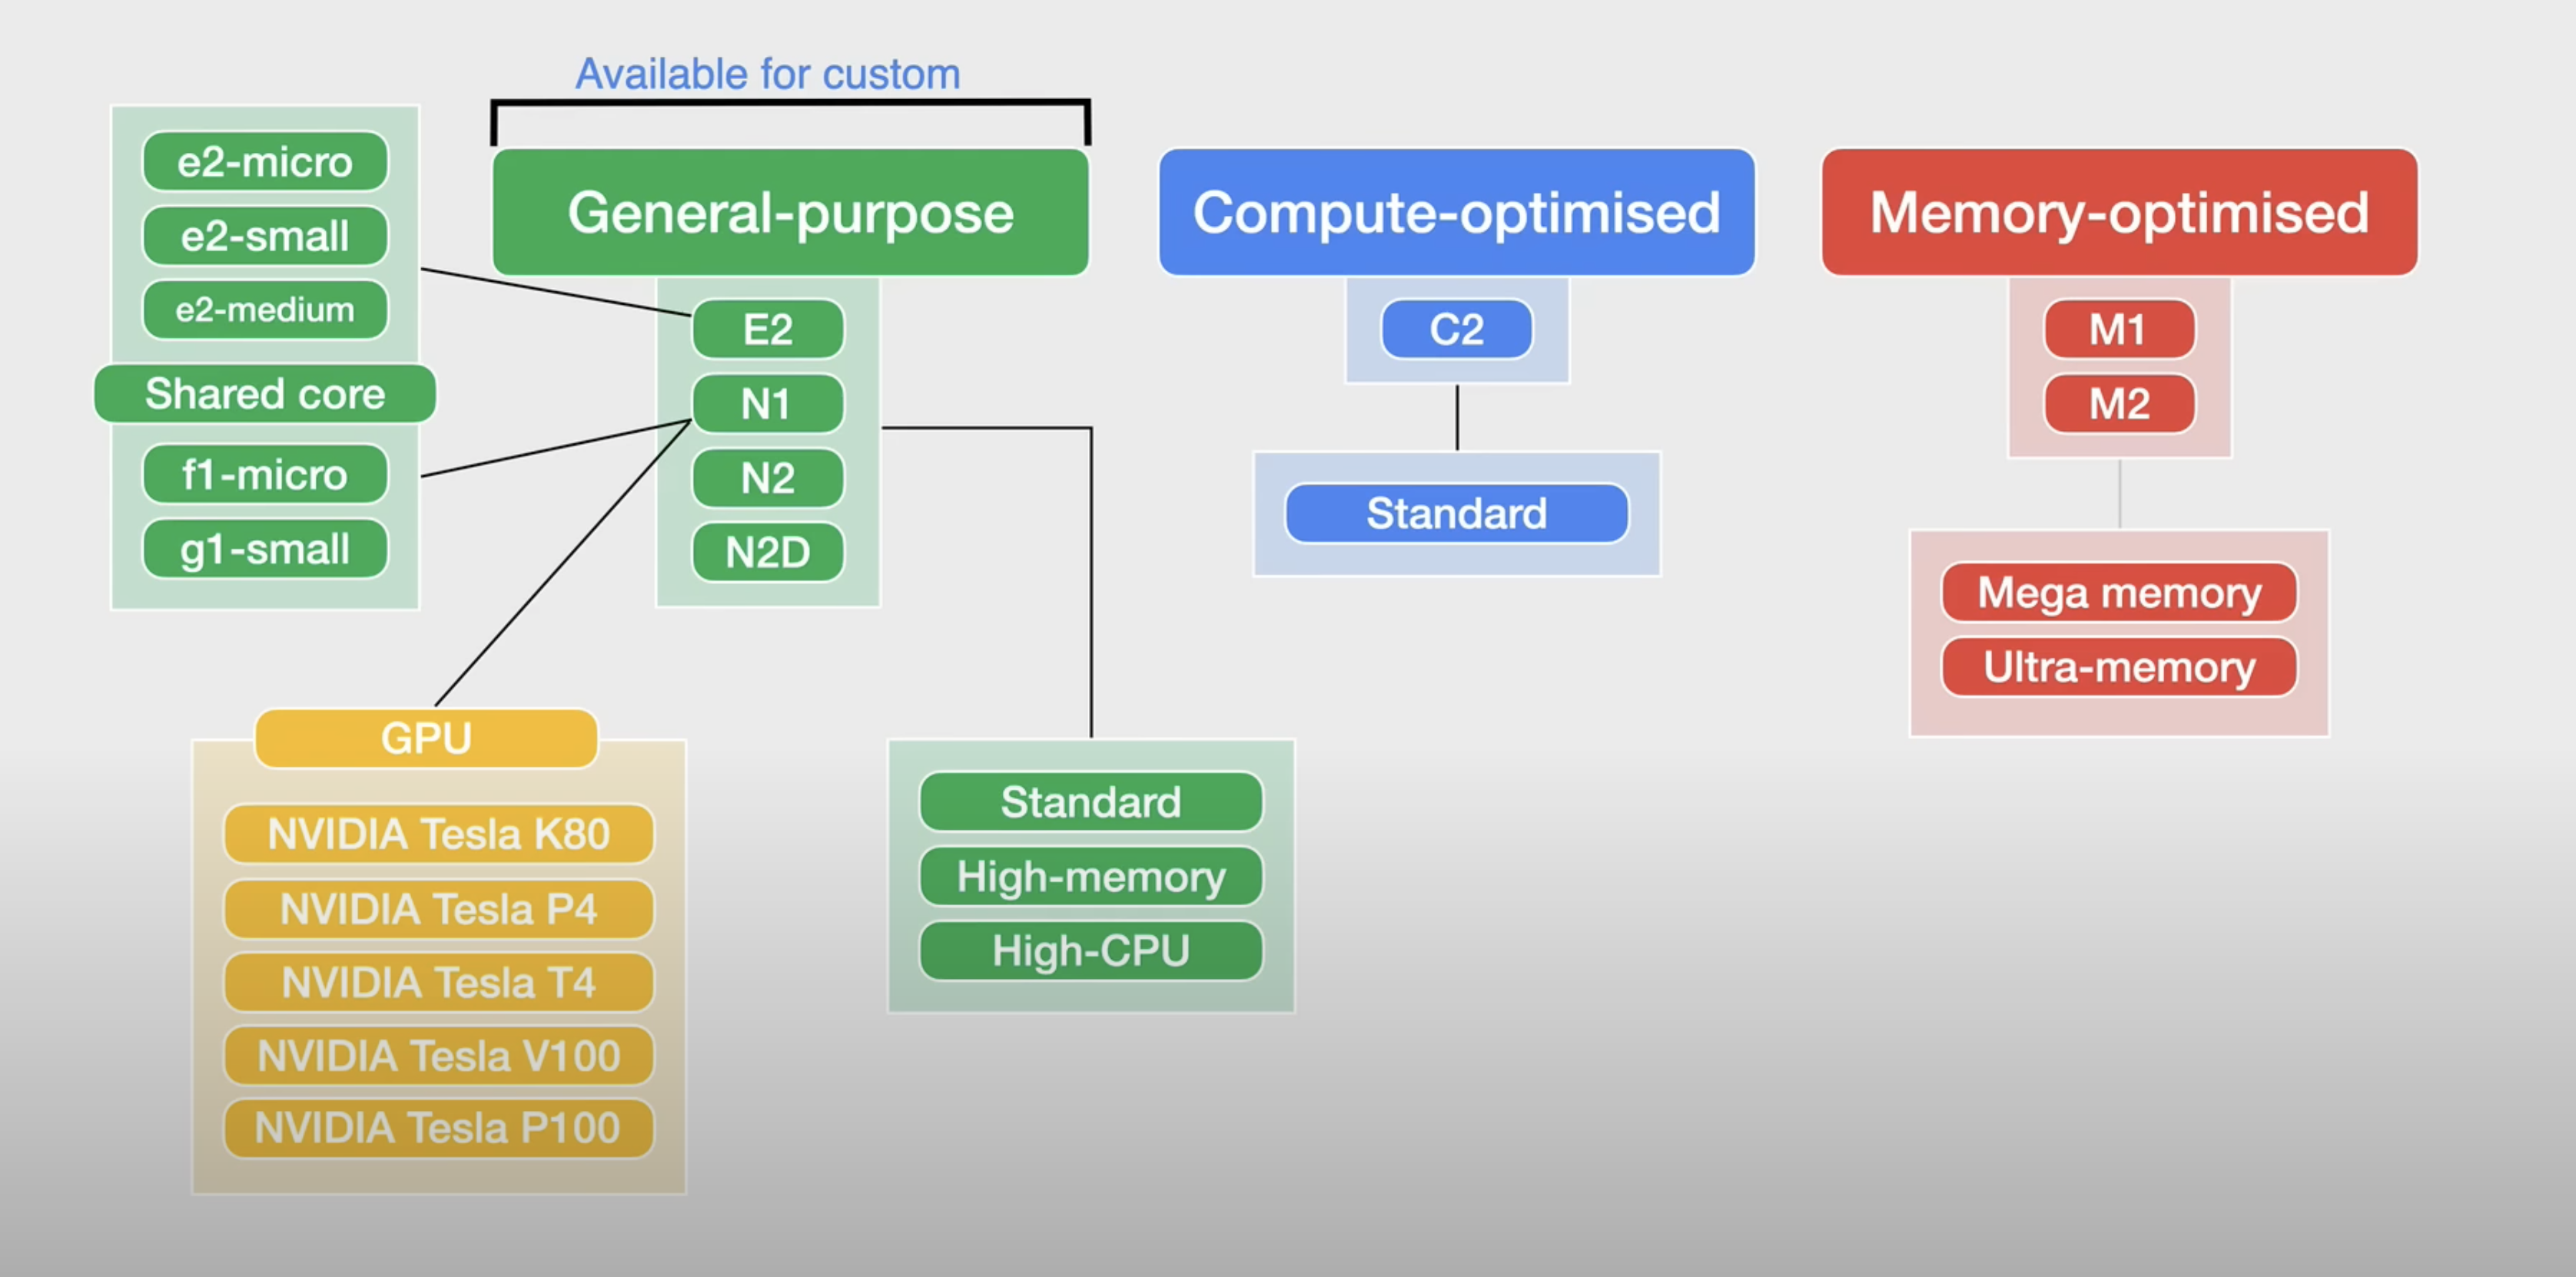 Available for custom
General-purpose
Compute-optimised
Memory-optimised
e2-micro
e2-small
e2-medium
Shared core
f1-micro
g1-small
E2
N1
N2
N2D
C2
Standard
M1
M2
Mega memory
Ultra-memory
GPU
NVIDIA Tesla K80
NVIDIA Tesla P4
NVIDIA Tesla T4
NVIDIA Tesla V100
NVIDIA Tesla P100
Standard
High-memory
High-CPU